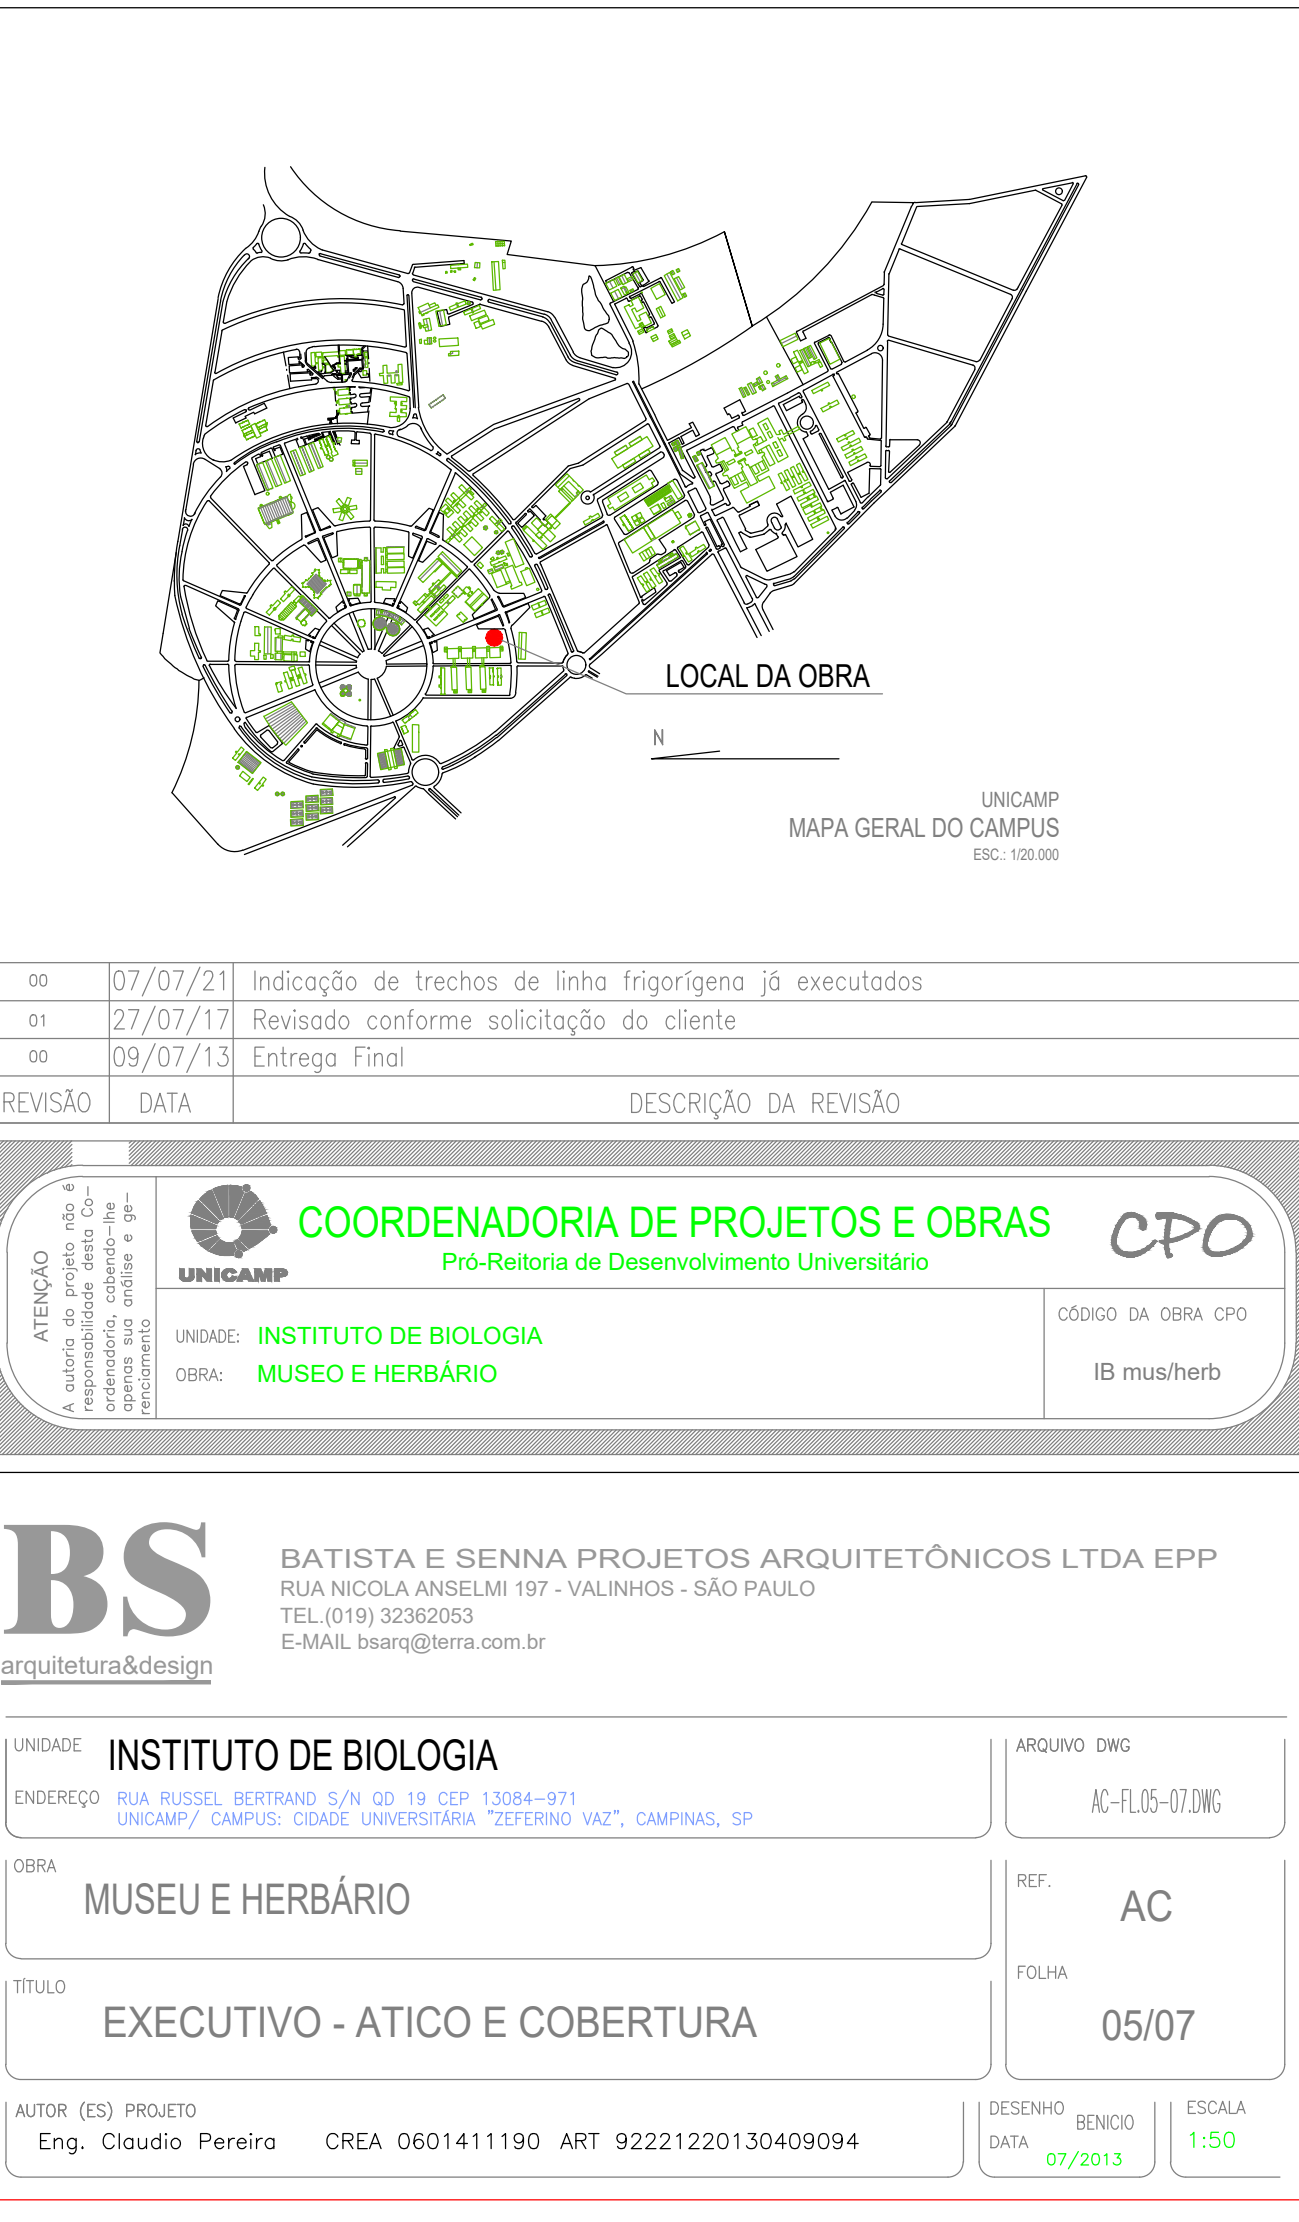 LOCAL DA OBRA
N
UNICAMP
MAPA GERAL DO CAMPUS
ESC.: 1/20.000
00 07/07/21 Indicação de trechos de linha frigorígena já executados
01 27/07/17 Revisado conforme solicitação do cliente
00 09/07/13 Entrega Final
REVISÃO DATA DESCRIÇÃO DA REVISÃO
ATENÇÃO
A autoria do projeto não é
responsabilidade desta Co-
ordenadoria, cabendo-lhe
apenas sua análise e ge-
renciamento
UNICAMP
COORDENADORIA DE PROJETOS E OBRAS
Pró-Reitoria de Desenvolvimento Universitário
CPO
UNIDADE: INSTITUTO DE BIOLOGIA
OBRA: MUSEO E HERBÁRIO
CÓDIGO DA OBRA CPO
IB mus/herb
BS
arquitetura&design
BATISTA E SENNA PROJETOS ARQUITETÔNICOS LTDA EPP
RUA NICOLA ANSELMI 197 - VALINHOS - SÃO PAULO
TEL.(019) 32362053
E-MAIL bsarq@terra.com.br
UNIDADE INSTITUTO DE BIOLOGIA
ENDEREÇO RUA RUSSEL BERTRAND S/N QD 19 CEP 13084-971
UNICAMP/ CAMPUS: CIDADE UNIVERSITÁRIA "ZEFERINO VAZ", CAMPINAS, SP
ARQUIVO DWG
AC-FL.05-07.DWG
OBRA
MUSEU E HERBÁRIO
REF.
AC
FOLHA
05/07
TÍTULO
EXECUTIVO - ATICO E COBERTURA
AUTOR (ES) PROJETO
Eng. Claudio Pereira CREA 0601411190 ART 92221220130409094
DESENHO BENICIO
DATA 07/2013
ESCALA
1:50